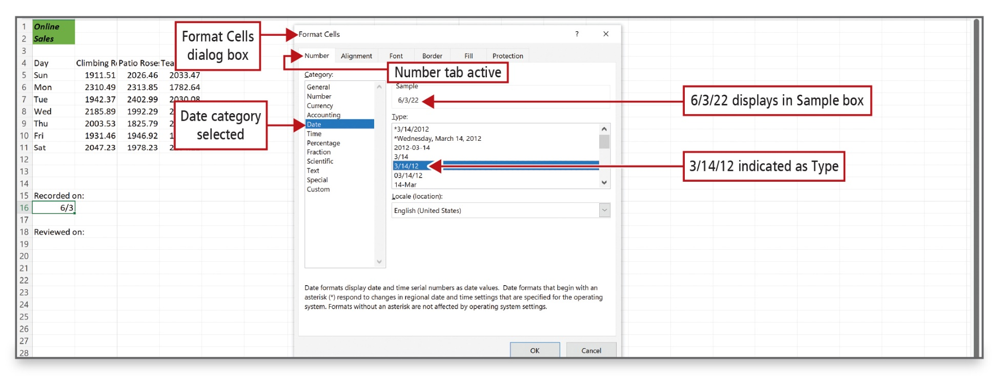 1 Online
2 Sales
3
4 Day Climbing R Patio Rose: Tea
5 Sun 1911.51 2026.46 2033.47
6 Mon 2310.49 2313.85 1782.64
7 Tue 1942.37 2402.99 2030.08
8 Wed 2185.89 1992.29 2
9 Thu 2003.53 1825.79 2
10 Fri 1931.46 1946.92 1
11 Sat 2047.23 1978.23
12
13
14
15 Recorded on:
16 6/3
17
18 Reviewed on:
19
20
21
22
23
24
25
26
27
28
Format Cells
dialog box
Date category
selected
Format Cells ? ×
Number Alignment Font Border Fill Protection
Number tab active
Category:
General
Number
Currency
Accounting
Date
Time
Percentage
Fraction
Scientific
Text
Special
Custom
Sample
6/3/22
Type:
*3/14/2012
*Wednesday, March 14, 2012
2012-03-14
3/14
3/14/12
03/14/12
14-Mar
Locale (location):
English (United States)
Date formats display date and time serial numbers as date values. Date formats that begin with an
asterisk (*) respond to changes in regional date and time settings that are specified for the operating
system. Formats without an asterisk are not affected by operating system settings.
OK Cancel
6/3/22 displays in Sample box
3/14/12 indicated as Type